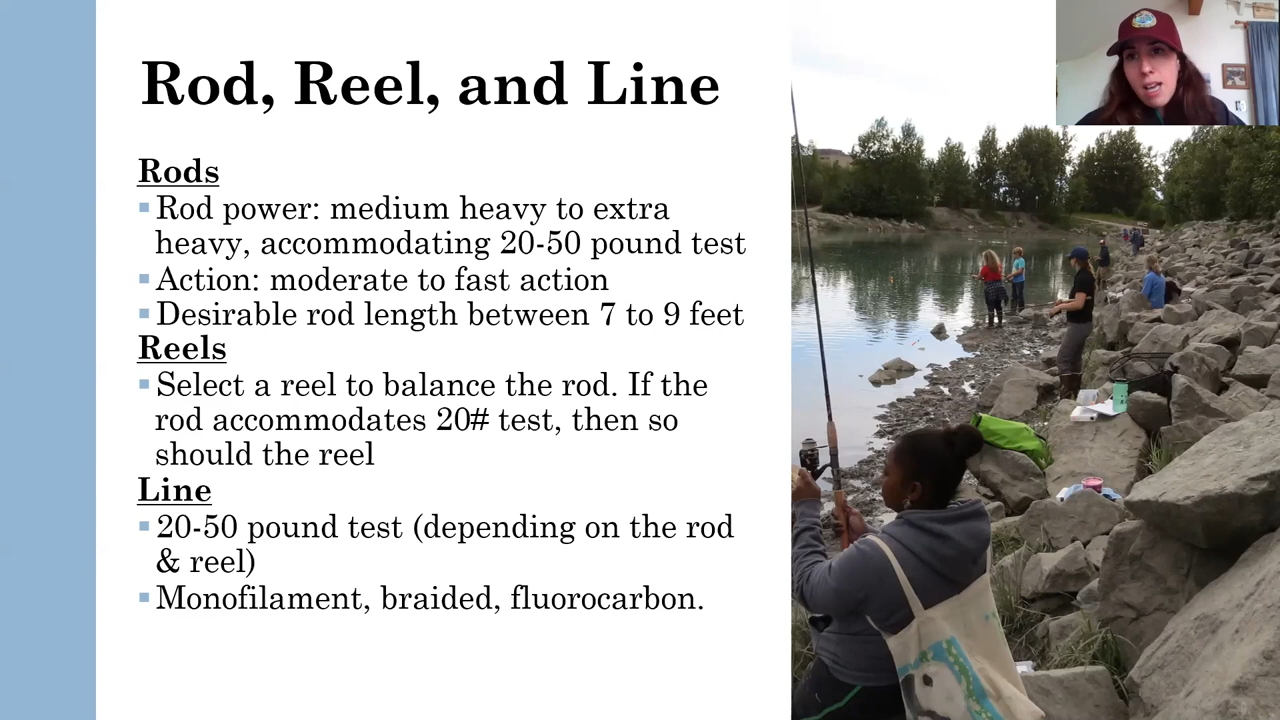 Rod, Reel, and Line
Rods
Rod power: medium heavy to extra
heavy, accommodating 20-50 pound test
Action: moderate to fast action
Desirable rod length between 7 to 9 feet
Reels
Select a reel to balance the rod. If the
rod accommodates 20# test, then so
should the reel
Line
20-50 pound test (depending on the rod
& reel)
Monofilament, braided, fluorocarbon.